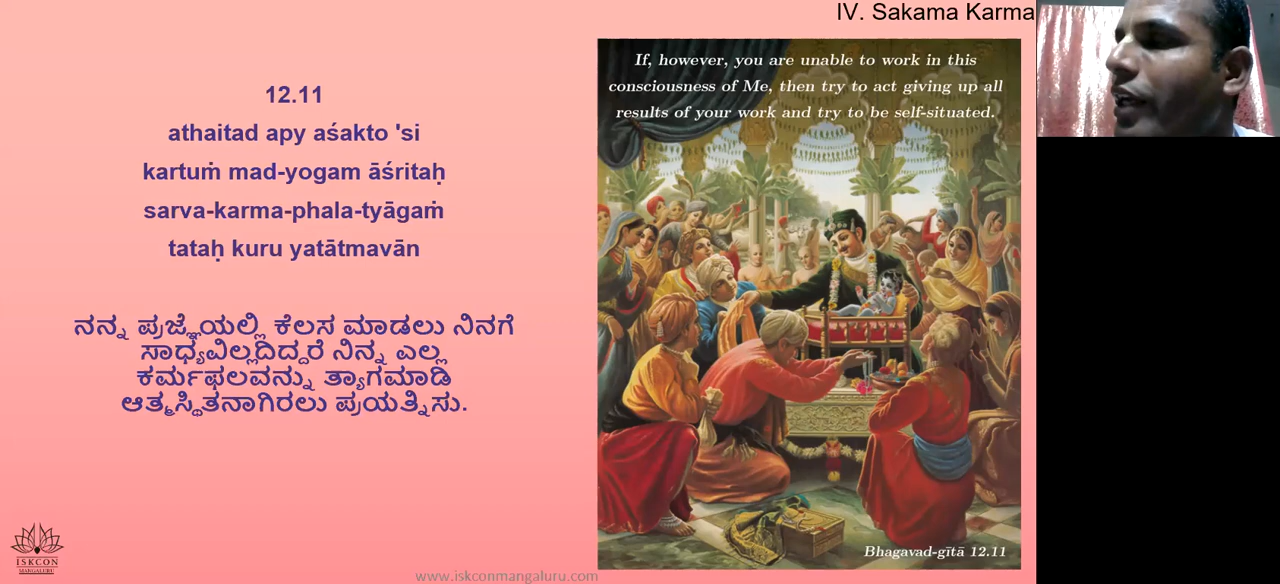 IV. Sakama Karma
12.11
athaitad apy aśakto 'si
kartuṁ mad-yogam āśritaḥ
sarva-karma-phala-tyāgaṁ
tataḥ kuru yatātmavān
ನನ್ನ ಪ್ರಜ್ಞೆಯಲ್ಲಿ ಕೆಲಸ ಮಾಡಲು ನಿನಗೆ
ಸಾಧ್ಯವಿಲ್ಲದಿದ್ದರೆ ನಿನ್ನ ಎಲ್ಲ
ಕರ್ಮಫಲವನ್ನು ತ್ಯಾಗಮಾಡಿ
ಆತ್ಮಸ್ಥಿತನಾಗಿರಲು ಪ್ರಯತ್ನಿಸು.
If, however, you are unable to work in this
consciousness of Me, then try to act giving up all
results of your work and try to be self-situated.
Bhagavad-gītā 12.11
ISKCON
MANGALURU
www.iskconmangaluru.com